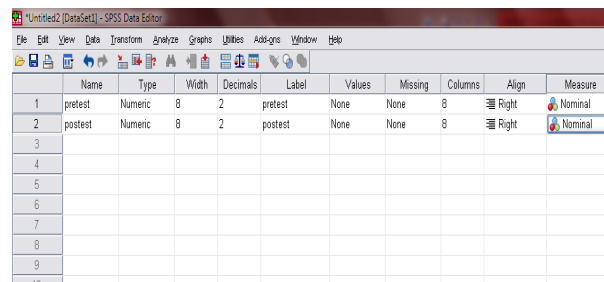 *Untitled2 [DataSet1] - SPSS Data Editor
File Edit View Data Transform Analyze Graphs Utilities Add-ons Window Help
Name Type Width Decimals Label Values Missing Columns Align Measure
1 pretest Numeric 8 2 pretest None None 8 Right Nominal
2 postest Numeric 8 2 postest None None 8 Right Nominal
3
4
5
6
7
8
9